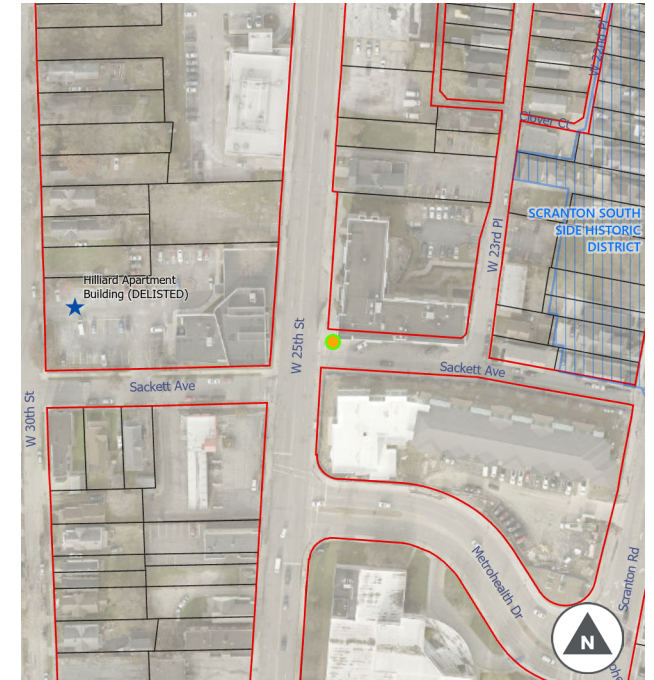 W 22nd Pl
Clover Ct
SCRANTON SOUTH
SIDE HISTORIC
DISTRICT
W 23rd Pl
Hilliard Apartment
Building (DELISTED)
W 25th St
Sackett Ave
Sackett Ave
W 30th St
Metrohealth Dr
Scranton Rd
N